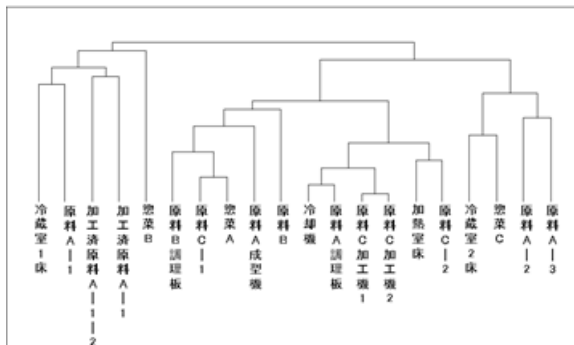 冷蔵室1床
原料A―1
加工済原料A―1―2
加工済原料A―1
惣菜B
原料B調理板
原料C―1
惣菜A
原料A成型機
原料B
冷却機
原料A調理板
原料C加工機1
原料C加工機2
加熱室床
原料C―2
冷蔵室2床
惣菜C
原料A―2
原料A―3